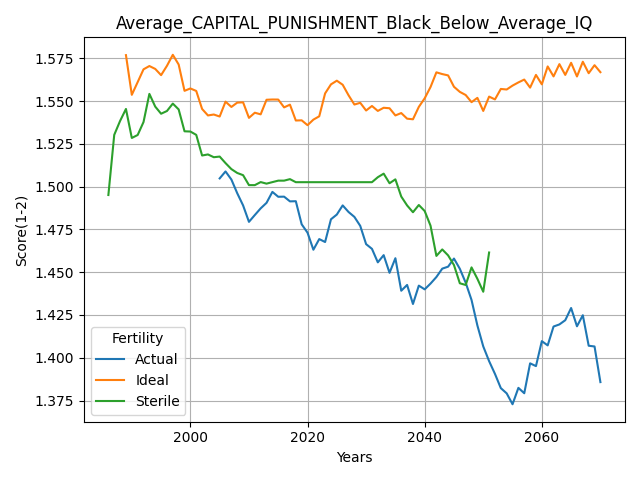 Average_CAPITAL_PUNISHMENT_Black_Below_Average_IQ
Score(1-2)
1.575
1.550
1.525
1.500
1.475
1.450
1.425
1.400
1.375
Fertility
Actual
Ideal
Sterile
2000
2020
2040
2060
Years